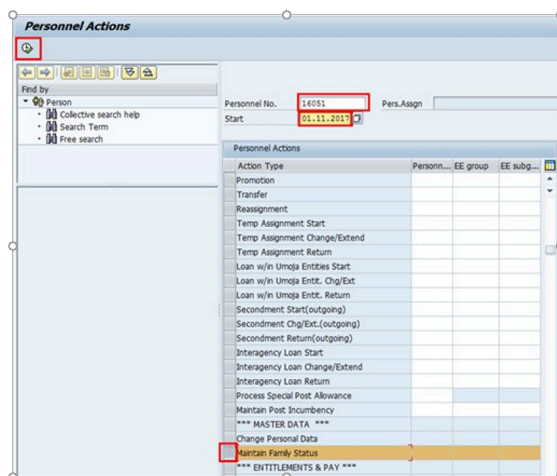 Personnel Actions
Find by
Person
Collective search help
Search Term
Free search
Personnel No. 16051 Pers.Assgn
Start 01.11.2017
Personnel Actions
Action Type Personn... EE group EE subg...
Promotion
Transfer
Reassignment
Temp Assignment Start
Temp Assignment Change/Extend
Temp Assignment Return
Loan w/in Umoja Entities Start
Loan w/in Umoja Entit. Chg/Ext
Loan w/in Umoja Entit. Return
Secondment Start(outgoing)
Secondment Chg/Ext.(outgoing)
Secondment Return(outgoing)
Interagency Loan Start
Interagency Loan Change/Extend
Interagency Loan Return
Process Special Post Allowance
Maintain Post Incumbency
*** MASTER DATA ***
Change Personal Data
Maintain Family Status
*** ENTITLEMENTS & PAY ***